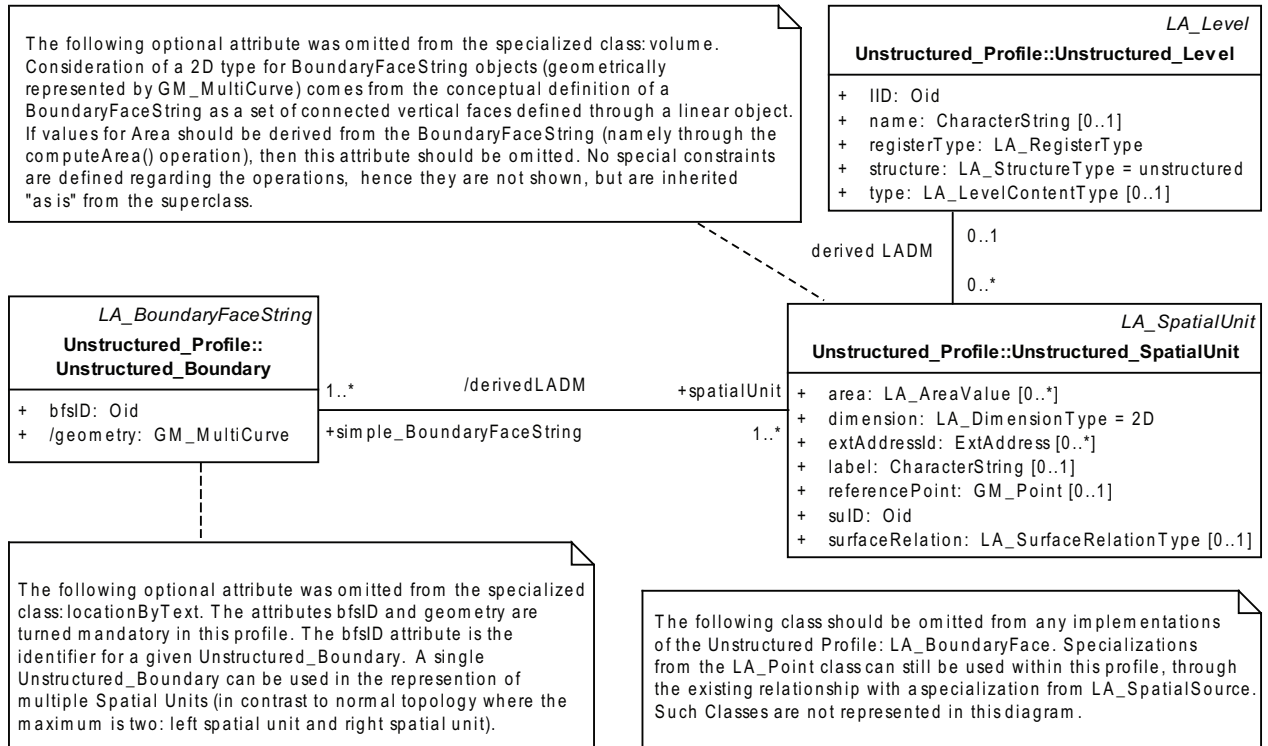 The following optional attribute was omitted from the specialized class: volume.
Consideration of a 2D type for BoundaryFaceString objects (geometrically
represented by GM_MultiCurve) comes from the conceptual definition of a
BoundaryFaceString as a set of connected vertical faces defined through a linear object.
If values for Area should be derived from the BoundaryFaceString (namely through the
computeArea() operation), then this attribute should be omitted. No special constraints
are defined regarding the operations, hence they are not shown, but are inherited
"as is" from the superclass.
LA_Level
Unstructured_Profile::Unstructured_Level
+ lID: Oid
+ name: CharacterString [0..1]
+ registerType: LA_RegisterType
+ structure: LA_StructureType = unstructured
+ type: LA_LevelContentType [0..1]
derived LADM
0..1
0..*
LA_BoundaryFaceString
Unstructured_Profile::
Unstructured_Boundary
+ bfsID: Oid
+ /geometry: GM_MultiCurve
1..*
/derivedLADM
+spatialUnit
+simple_BoundaryFaceString
1..*
LA_SpatialUnit
Unstructured_Profile::Unstructured_SpatialUnit
+ area: LA_AreaValue [0..*]
+ dimension: LA_DimensionType = 2D
+ extAddressId: ExtAddress [0..*]
+ label: CharacterString [0..1]
+ referencePoint: GM_Point [0..1]
+ suID: Oid
+ surfaceRelation: LA_SurfaceRelationType [0..1]
The following optional attribute was omitted from the specialized
class: locationByText. The attributes bfsID and geometry are
turned mandatory in this profile. The bfsID attribute is the
identifier for a given Unstructured_Boundary. A single
Unstructured_Boundary can be used in the represention of
multiple Spatial Units (in contrast to normal topology where the
maximum is two: left spatial unit and right spatial unit).
The following class should be omitted from any implementations
of the Unstructured Profile: LA_BoundaryFace. Specializations
from the LA_Point class can still be used within this profile, through
the existing relationship with a specialization from LA_SpatialSource.
Such Classes are not represented in this diagram.